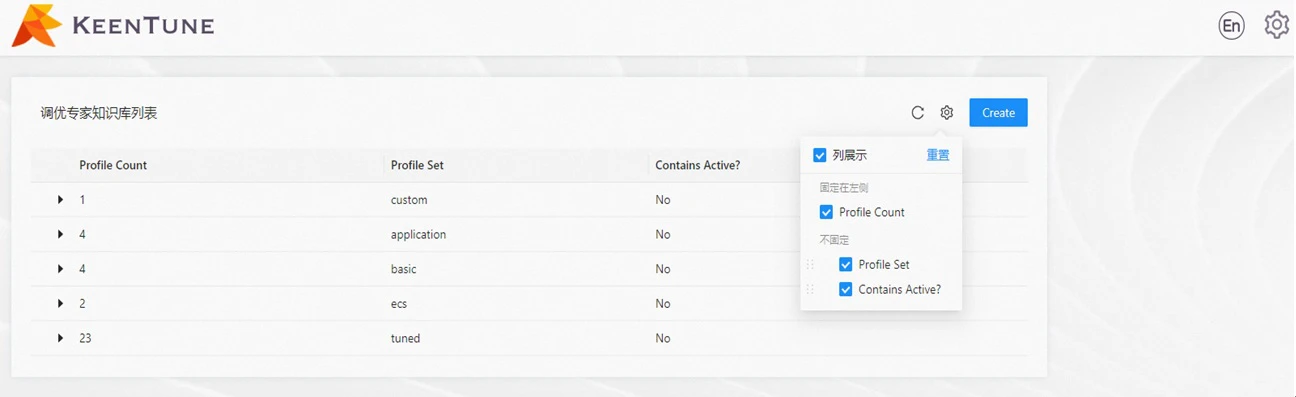 KEENTUNE
En
调优专家知识库列表
Create
Profile Count Profile Set Contains Active?
1 custom No
4 application No
4 basic No
2 ecs No
23 tuned No
列展示 重置
固定在左侧
Profile Count
不固定
Profile Set
Contains Active?